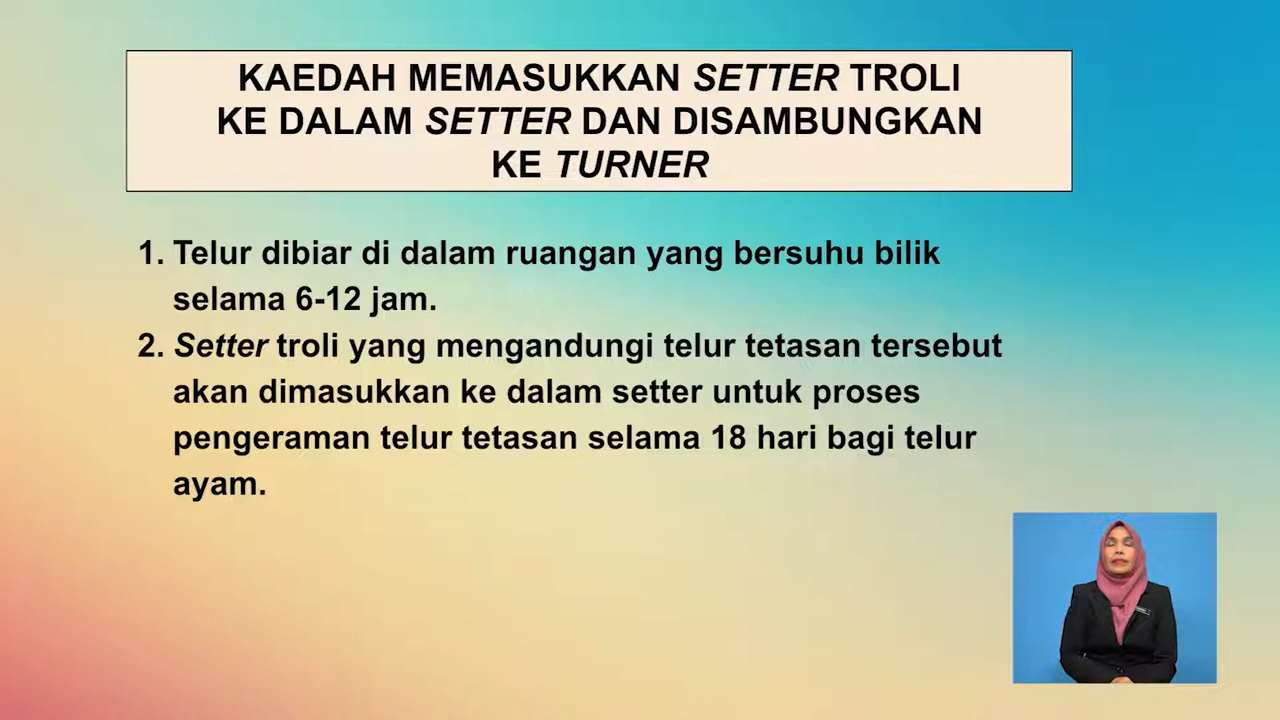 KAEDAH MEMASUKKAN SETTER TROLI
KE DALAM SETTER DAN DISAMBUNGKAN
KE TURNER
1. Telur dibiar di dalam ruangan yang bersuhu bilik
selama 6-12 jam.
2. Setter troli yang mengandungi telur tetasan tersebut
akan dimasukkan ke dalam setter untuk proses
pengeraman telur tetasan selama 18 hari bagi telur
ayam.